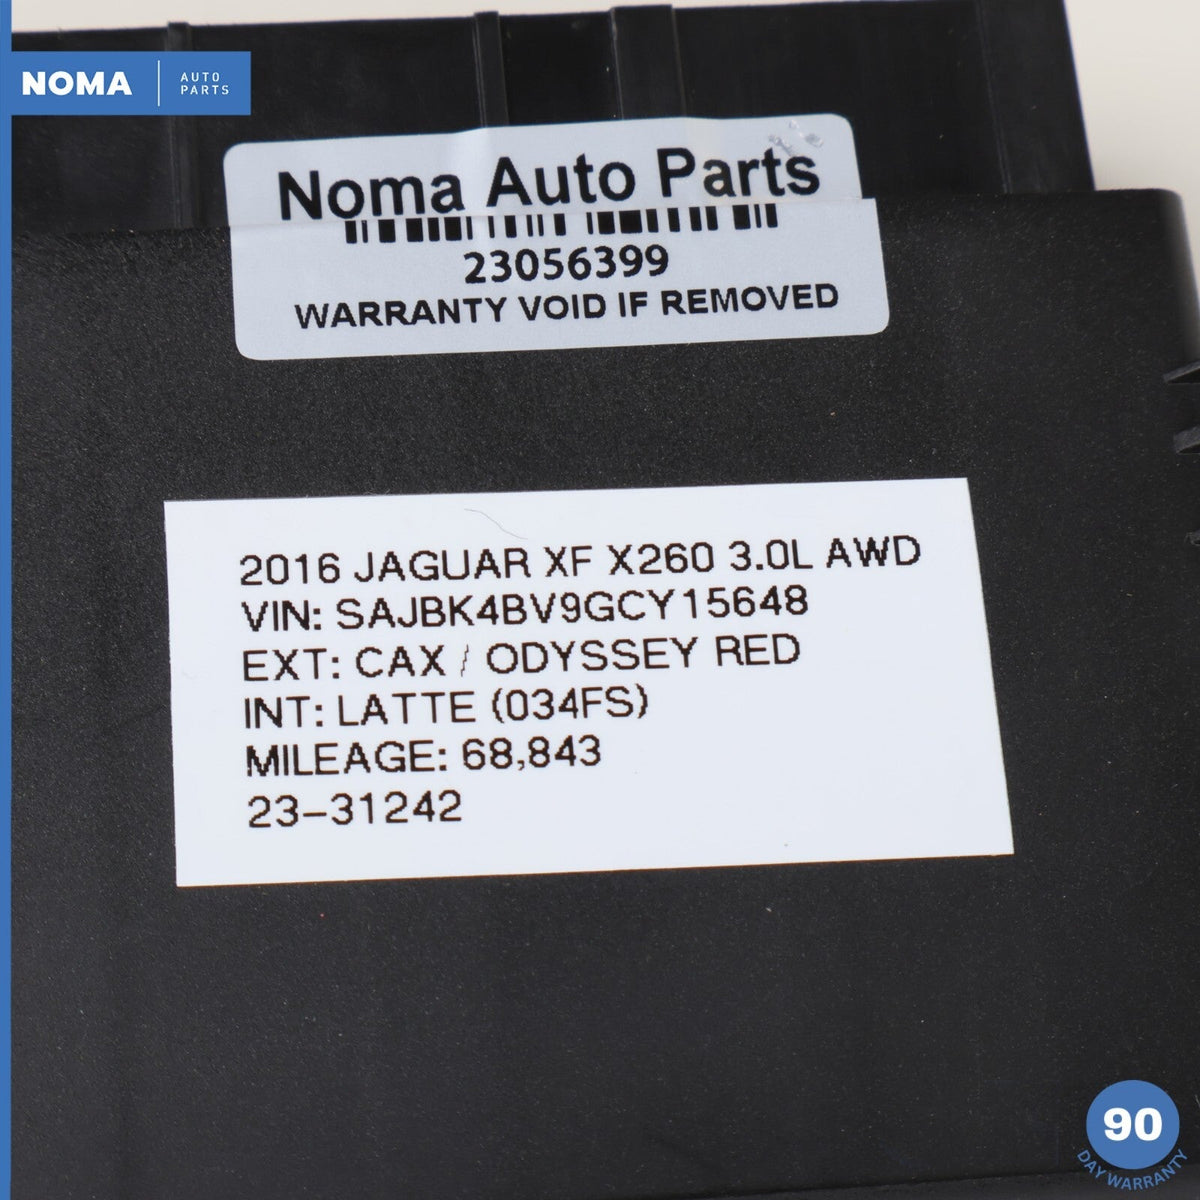 NOMA AUTO PARTS
Noma Auto Parts
23056399
WARRANTY VOID IF REMOVED
2016 JAGUAR XF X260 3.0L AWD
VIN: SAJBK4BV9GCY15648
EXT: CAX / ODYSSEY RED
INT: LATTE (034FS)
MILEAGE: 68,843
23-31242
90
DAY WARRANTY